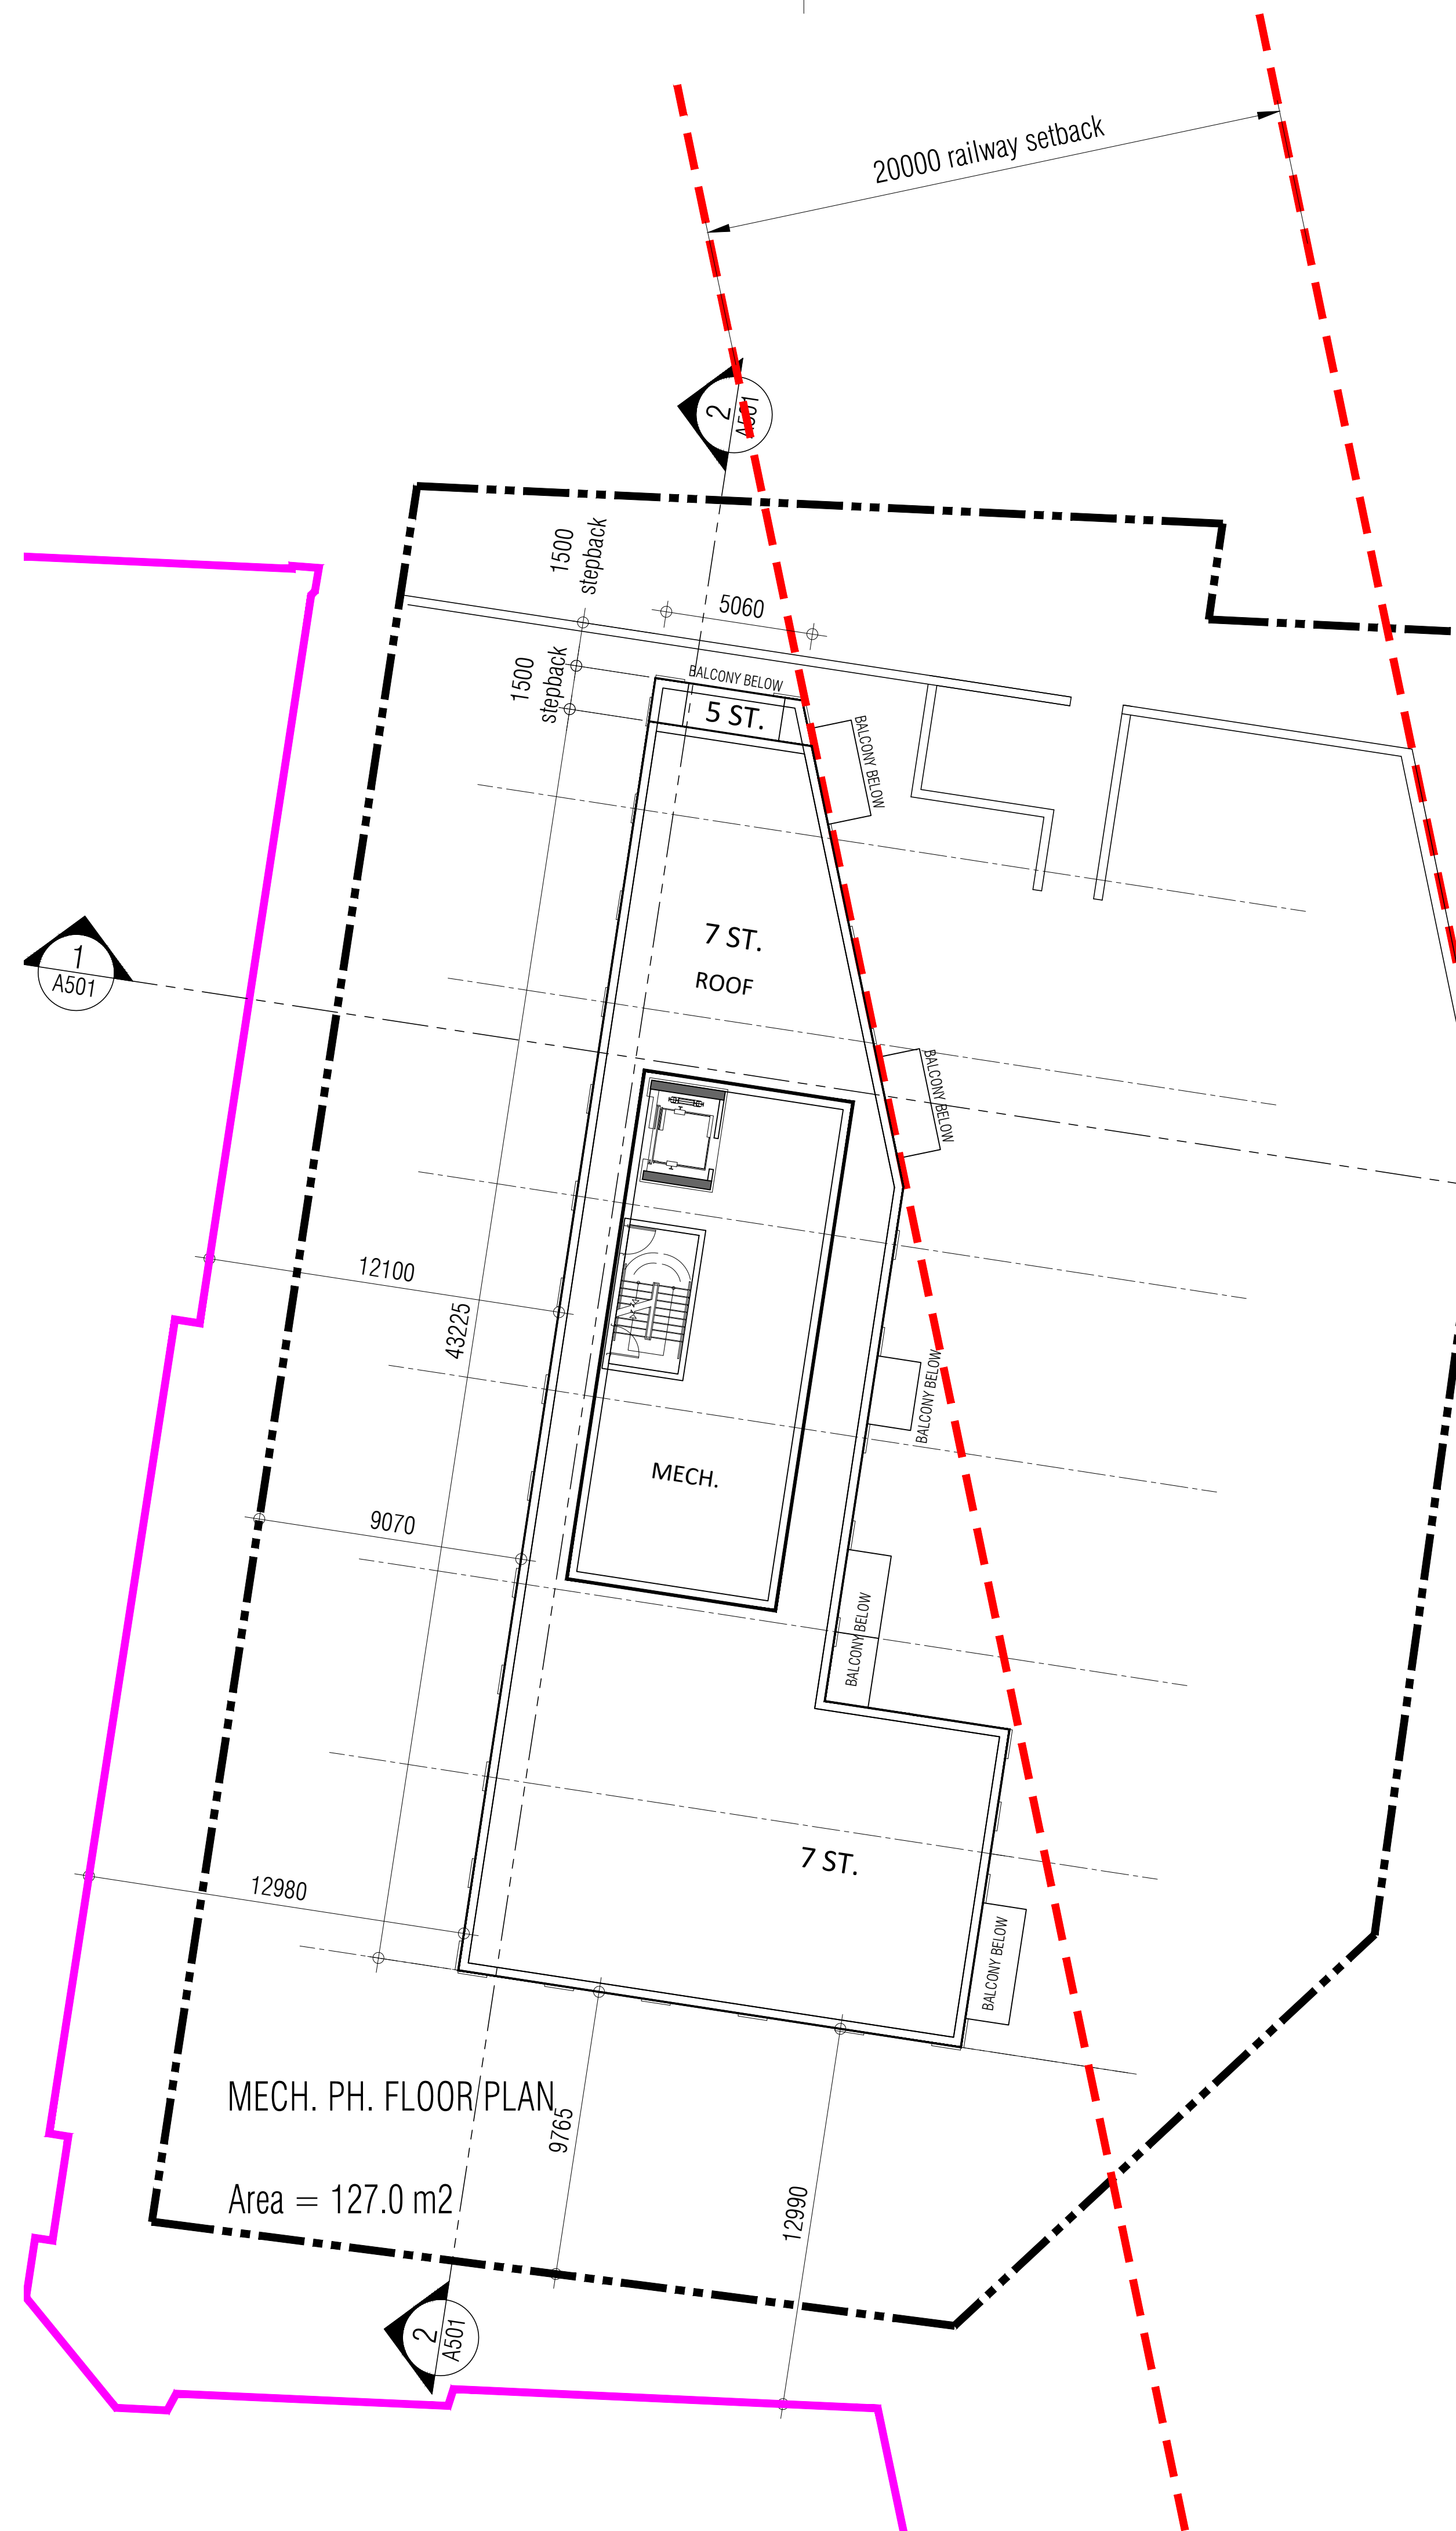 20000 railway setback
2
A501
1500
stepback
5060
1500
stepback
BALCONY BELOW
5 ST.
BALCONY BELOW
7 ST.
ROOF
1
A501
BALCONY BELOW
12100
43225
BALCONY BELOW
MECH.
9070
BALCONY BELOW
7 ST.
12980
BALCONY BELOW
MECH. PH. FLOOR PLAN
9765
Area = 127.0 m2
12990
2
A501